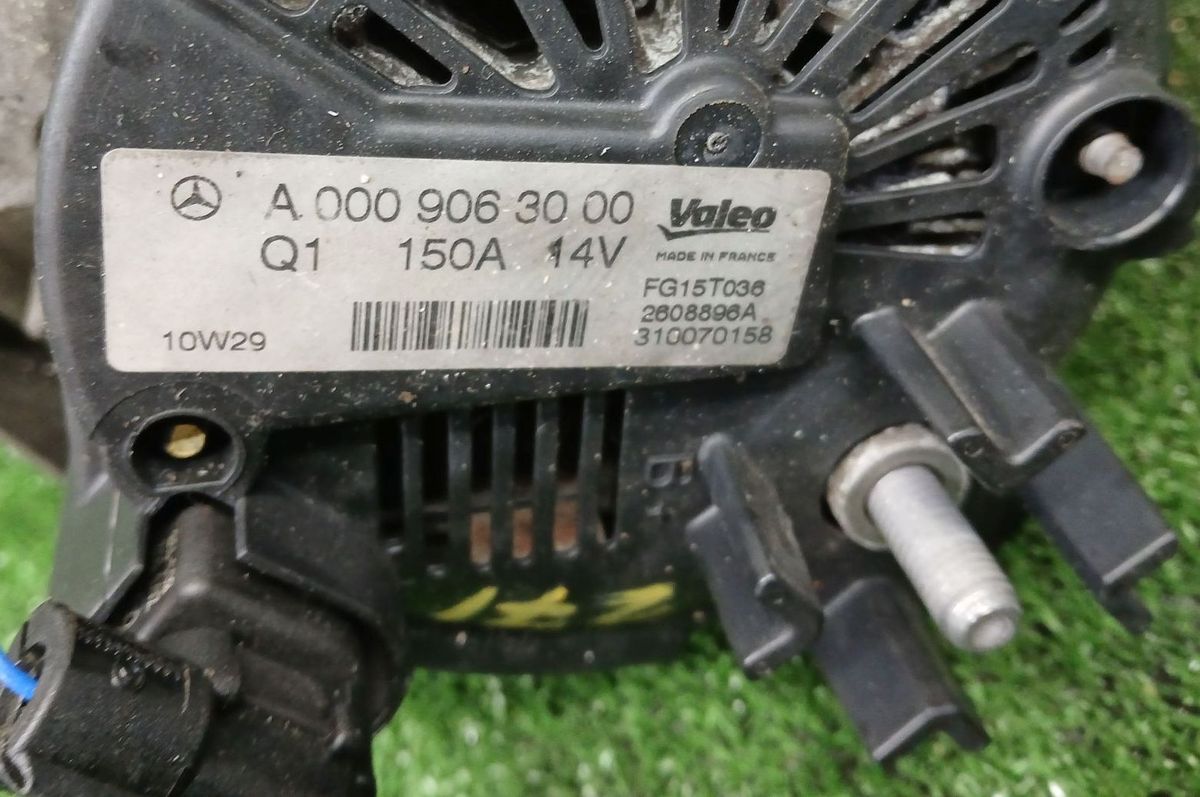 A 000 906 30 00
Q1 150A 14V
10W29
Valeo
MADE IN FRANCE
FG15T036
2608896A
310070158